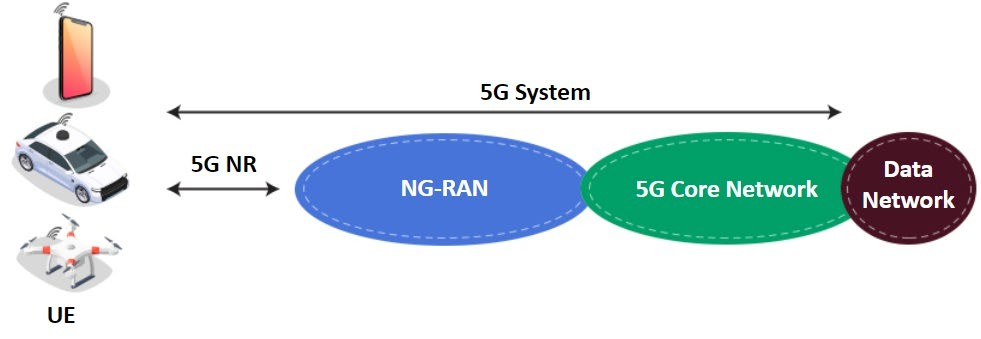 5G System
5G NR
NG-RAN
5G Core Network
Data
Network
UE